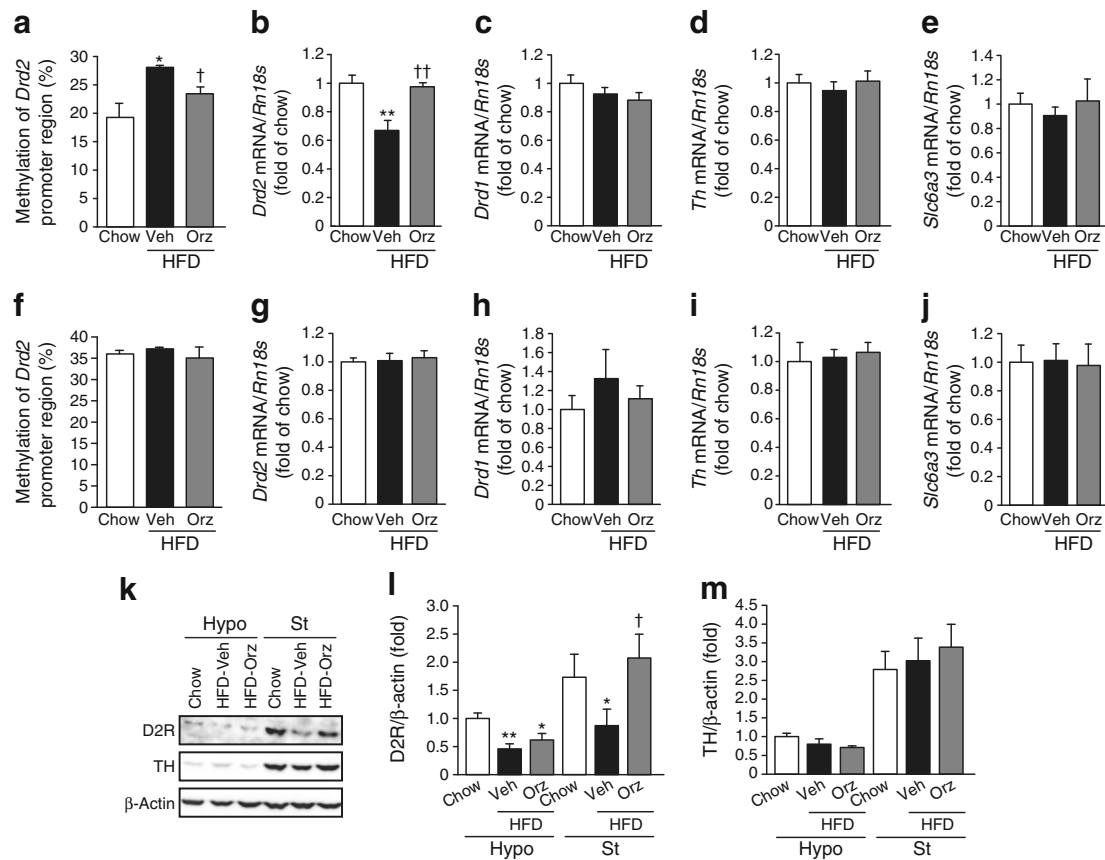 a
Methylation of Drd2
promoter region (%)
35
30
25
20
15
10
5
0
*
†
Chow Veh Orz
HFD
b
Drd2 mRNA/Rn18s
(fold of chow)
1.2
1
0.8
0.6
0.4
0.2
0
**
††
Chow Veh Orz
HFD
c
Drd1 mRNA/Rn18s
(fold of chow)
1.2
1.0
0.8
0.6
0.4
0.2
0
Chow Veh Orz
HFD
d
Th mRNA/Rn18s
(fold of chow)
1.2
1.0
0.8
0.6
0.4
0.2
0
Chow Veh Orz
HFD
e
Slc6a3 mRNA/Rn18s
(fold of chow)
1.4
1.2
1.0
0.8
0.6
0.4
0.2
0
Chow Veh Orz
HFD
f
Methylation of Drd2
promoter region (%)
40
35
30
25
20
15
10
5
0
Chow Veh Orz
HFD
g
Drd2 mRNA/Rn18s
(fold of chow)
1.2
1.0
0.8
0.6
0.4
0.2
0
Chow Veh Orz
HFD
h
Drd1 mRNA/Rn18s
(fold of chow)
1.8
1.6
1.4
1.2
1.0
0.8
0.6
0.4
0.2
0
Chow Veh Orz
HFD
i
Th mRNA/Rn18s
(fold of chow)
1.2
1.0
0.8
0.6
0.4
0.2
0
Chow Veh Orz
HFD
j
Slc6a3 mRNA/Rn18s
(fold of chow)
1.2
1.0
0.8
0.6
0.4
0.2
0
Chow Veh Orz
HFD
k
Hypo St
Chow
HFD-Veh
HFD-Orz
Chow
HFD-Veh
HFD-Orz
D2R
TH
β-Actin
l
D2R/β-actin (fold)
3.0
2.5
2.0
1.5
1.0
0.5
0
**
*
*
†
Chow Veh Orz Chow Veh Orz
HFD HFD
Hypo St
m
TH/β-actin (fold)
4.5
4.0
3.5
3.0
2.5
2.0
1.5
1.0
0.5
0
Chow Veh Orz Chow Veh Orz
HFD HFD
Hypo St